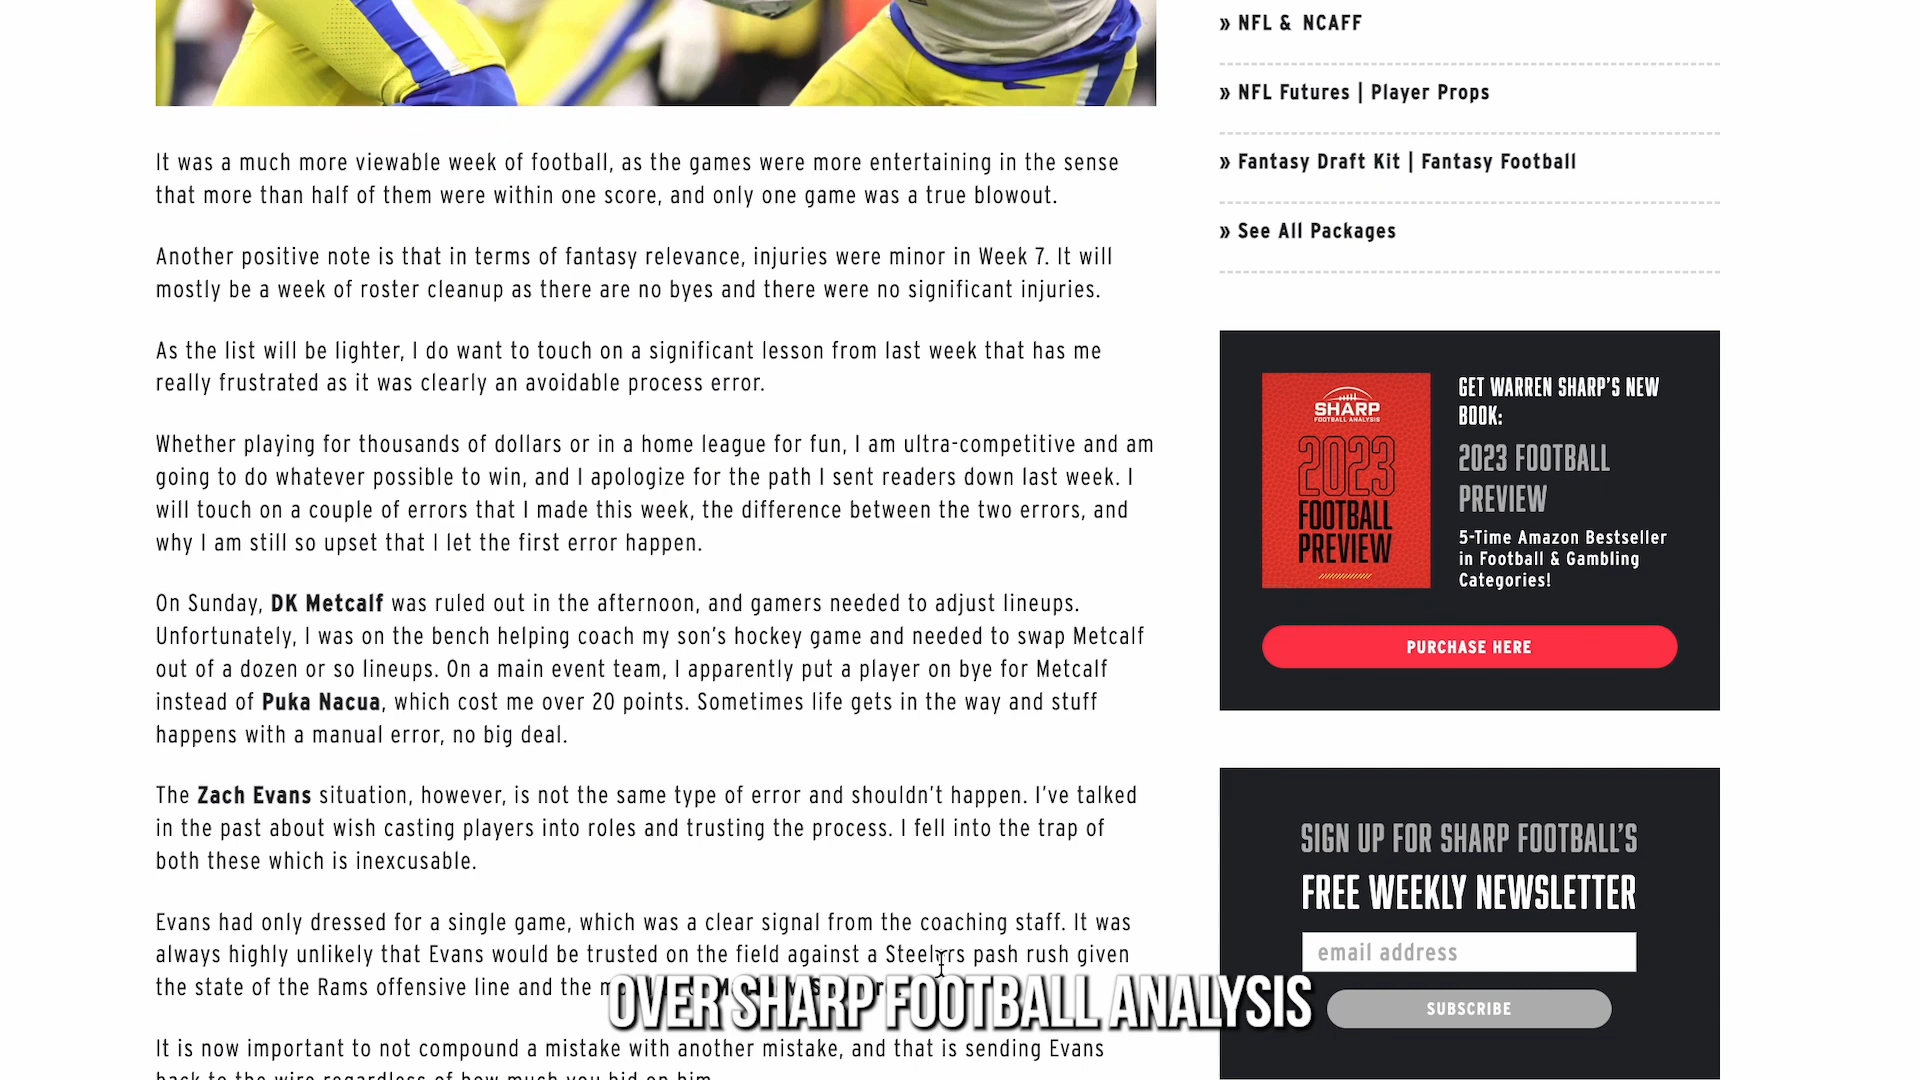 It was a much more viewable week of football, as the games were more entertaining in the sense
that more than half of them were within one score, and only one game was a true blowout.
Another positive note is that in terms of fantasy relevance, injuries were minor in Week 7. It will
mostly be a week of roster cleanup as there are no byes and there were no significant injuries.
As the list will be lighter, I do want to touch on a significant lesson from last week that has me
really frustrated as it was clearly an avoidable process error.
Whether playing for thousands of dollars or in a home league for fun, I am ultra-competitive and am
going to do whatever possible to win, and I apologize for the path I sent readers down last week. I
will touch on a couple of errors that I made this week, the difference between the two errors, and
why I am still so upset that I let the first error happen.
On Sunday, DK Metcalf was ruled out in the afternoon, and gamers needed to adjust lineups.
Unfortunately, I was on the bench helping coach my son's hockey game and needed to swap Metcalf
out of a dozen or so lineups. On a main event team, I apparently put a player on bye for Metcalf
instead of Puka Nacua, which cost me over 20 points. Sometimes life gets in the way and stuff
happens with a manual error, no big deal.
The Zach Evans situation, however, is not the same type of error and shouldn't happen. I've talked
in the past about wish casting players into roles and trusting the process. I fell into the trap of
both these which is inexcusable.
Evans had only dressed for a single game, which was a clear signal from the coaching staff. It was
always highly unlikely that Evans would be trusted on the field against a Steelers pash rush given
the state of the Rams offensive line and the
OVER SHARP FOOTBALL ANALYSIS
It is now important to not compound a mistake with another mistake, and that is sending Evans
back to the wire regardless of how much you bid on him.
» NFL & NCAFF
» NFL Futures | Player Props
» Fantasy Draft Kit | Fantasy Football
» See All Packages
SHARP
FOOTBALL ANALYSIS
2023
FOOTBALL
PREVIEW
GET WARREN SHARP'S NEW
BOOK:
2023 FOOTBALL
PREVIEW
5-Time Amazon Bestseller
in Football & Gambling
Categories!
PURCHASE HERE
SIGN UP FOR SHARP FOOTBALL'S
FREE WEEKLY NEWSLETTER
email address
SUBSCRIBE